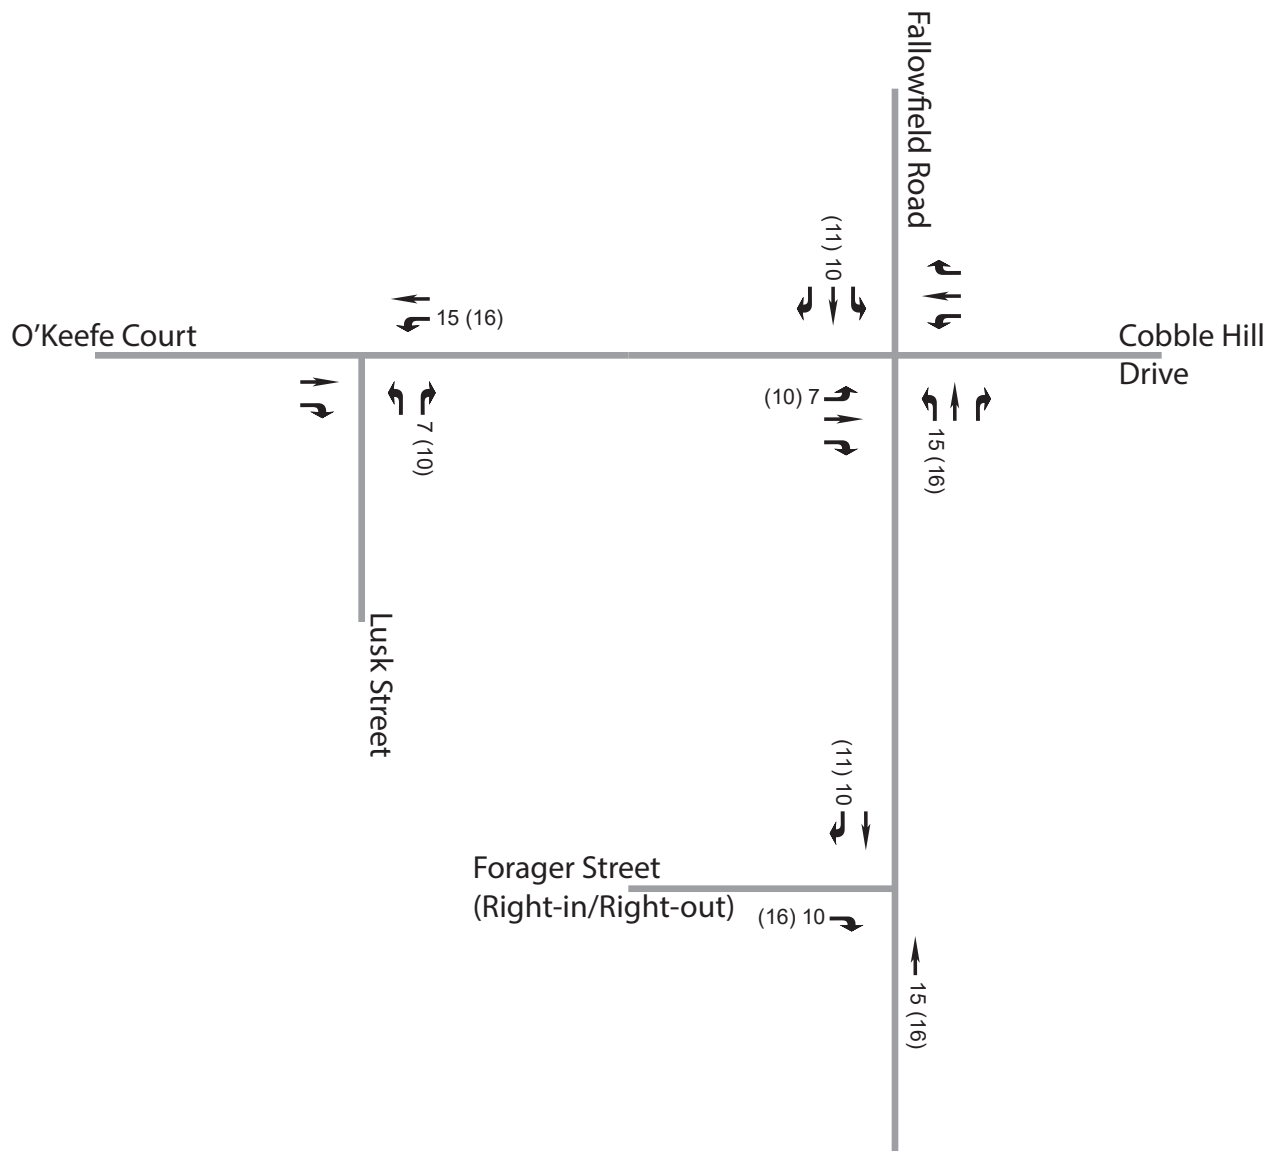 Fallowfield Road
(11) 10
15 (16)
O'Keefe Court
Cobble Hill
Drive
(10) 7
7 (10)
15 (16)
Lusk Street
(11) 10
Forager Street
(Right-in/Right-out)
(16) 10
15 (16)